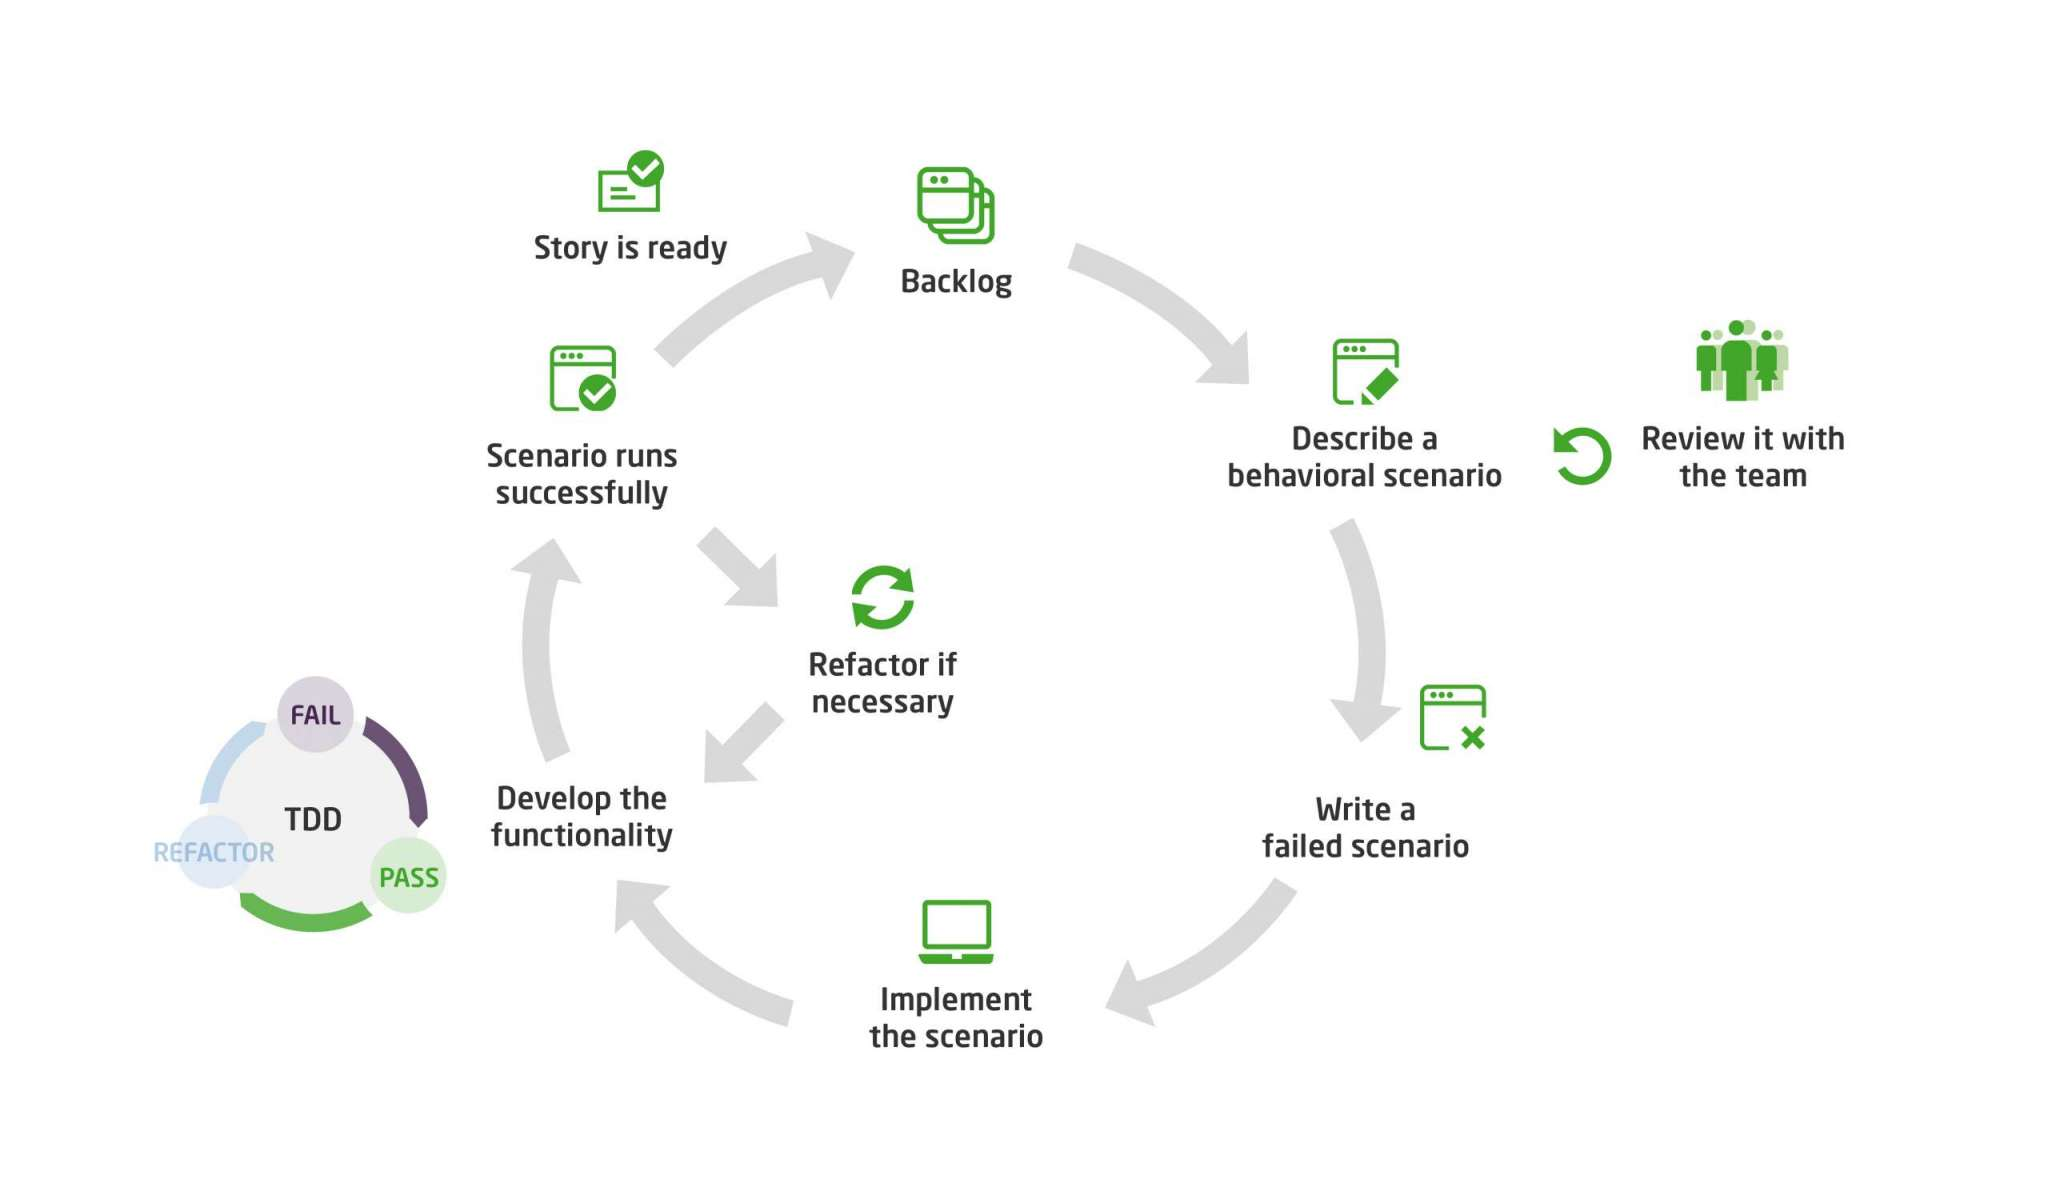 Story is ready
Backlog
Scenario runs
successfully
Describe a
behavioral scenario
Review it with
the team
Refactor if
necessary
FAIL
TDD
REFACTOR
PASS
Develop the
functionality
Write a
failed scenario
Implement
the scenario